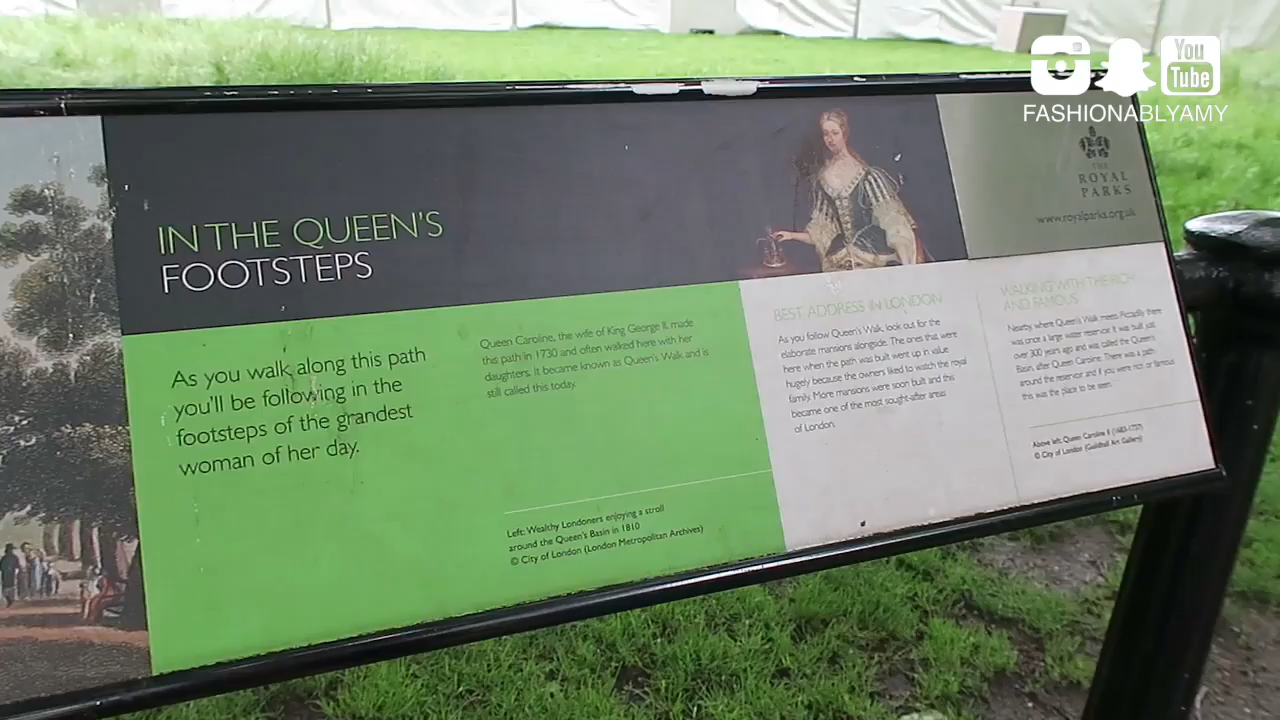 You
Tube
FASHIONABLYAMY
THE
ROYAL
PARKS
www.royalparks.org.uk
IN THE QUEEN'S
FOOTSTEPS
As you walk along this path
you'll be following in the
footsteps of the grandest
woman of her day.
Queen Caroline, the wife of King George II, made
this path in 1730 and often walked here with her
daughters. It became known as Queen's Walk and is
still called this today.
Left: Wealthy Londoners enjoying a stroll
around the Queen's Basin in 1810
© City of London (London Metropolitan Archives)
BEST ADDRESS IN LONDON
As you follow Queen's Walk, look out for the
elaborate mansions alongside. The ones that were
here when the path was built went up in value
hugely because the owners liked to watch the royal
family. More mansions were soon built and this
became one of the most sought-after areas
of London.
WALKING WITH THE RICH
AND FAMOUS
Nearby, where Queen's Walk meets Piccadilly there
was once a large water reservoir. It was built just
over 300 years ago and was called the Queen's
Basin, after Queen Caroline. There was a path
around the reservoir and if you were rich or famous
this was the place to be seen.
Above left: Queen Caroline II (1683-1737)
© City of London (Guildhall Art Gallery)